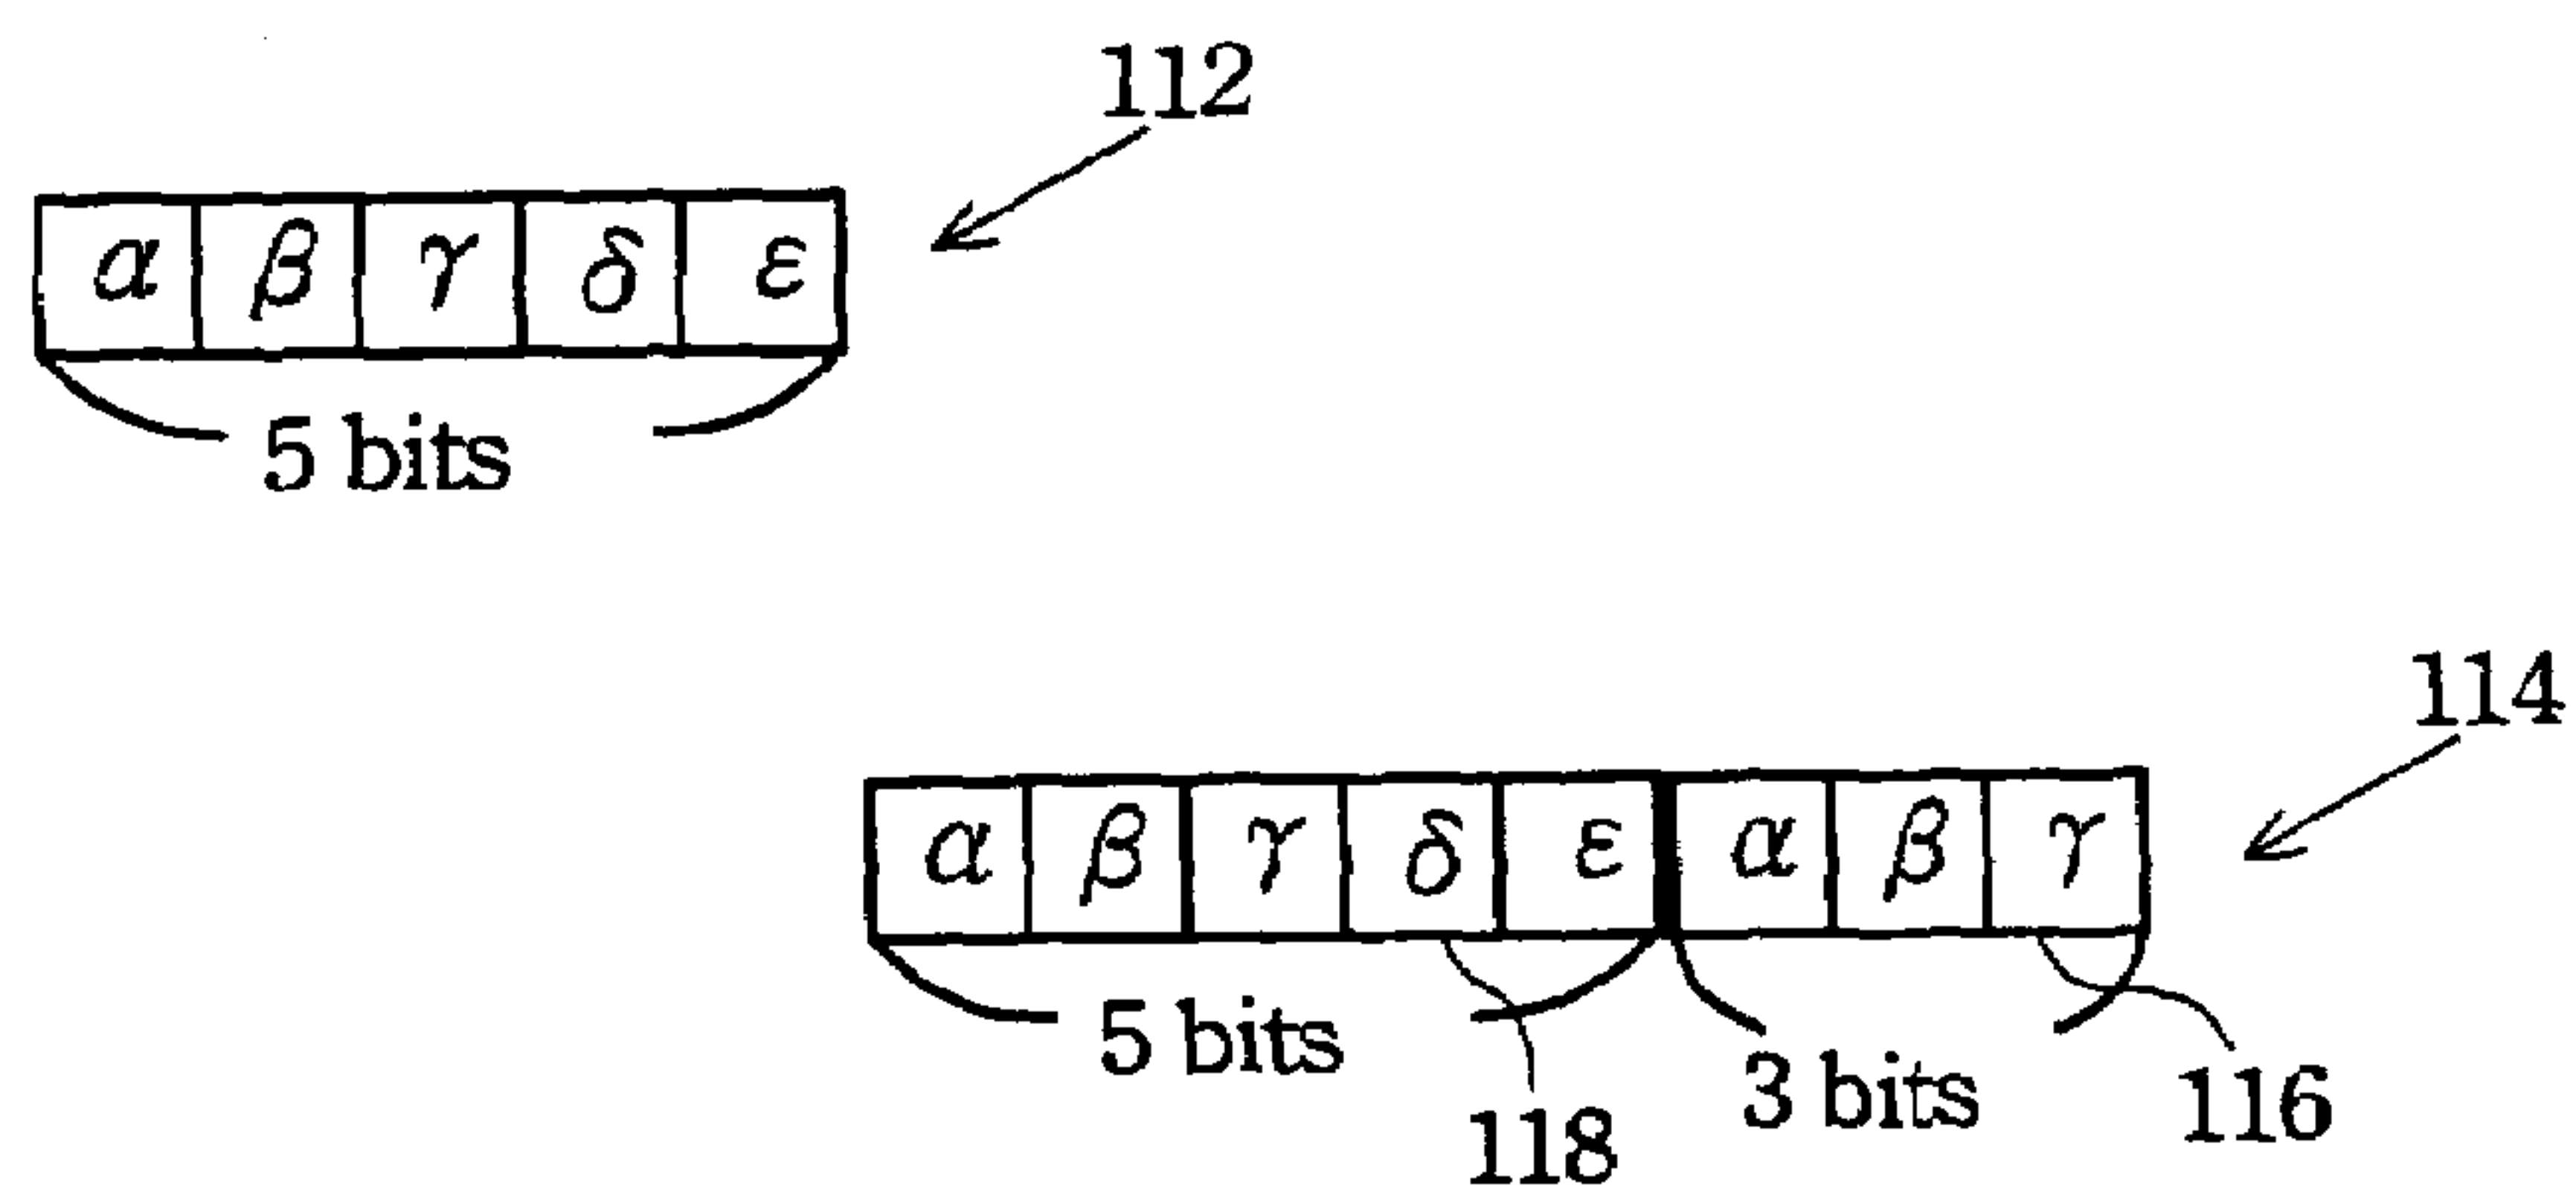 112
α β γ δ ε
5 bits
114
α β γ δ ε α β γ
5 bits 3 bits
118 116